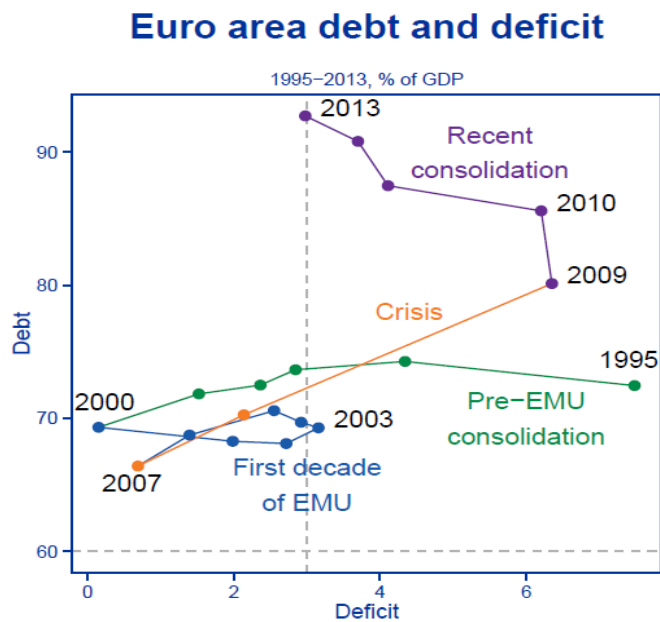 Euro area debt and deficit
1995−2013, % of GDP
2013
Recent
consolidation
90
2010
2009
80
Crisis
Debt
1995
2000
Pre−EMU
consolidation
70
2003
First decade
of EMU
2007
60
0
2
4
6
Deficit